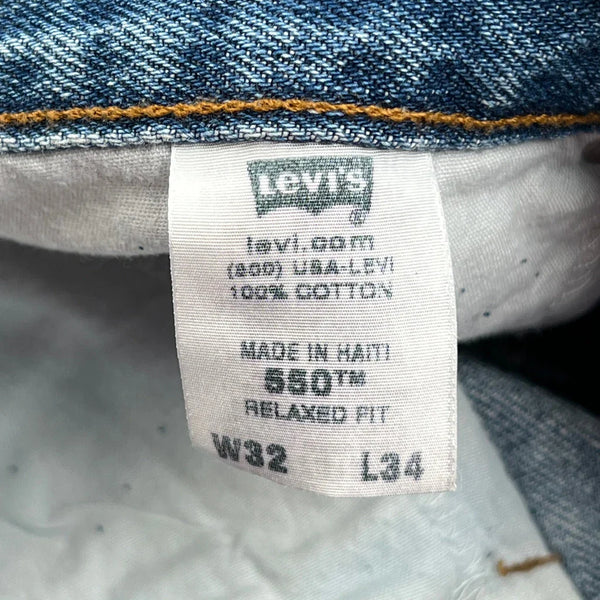 Levi's
®
levi.com
(800) USA-LEVI
100% COTTON
MADE IN HAITI
550™
RELAXED FIT
W32 L34